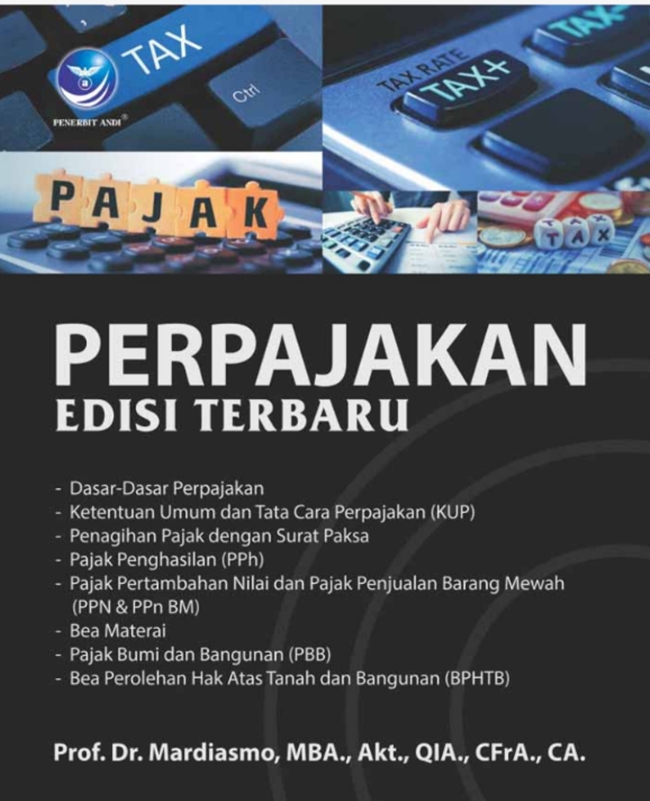 TAX
Ctrl
PENERBIT ANDI®
TAX RATE
TAX+
TAX-
PAJAK
TAX
PERPAJAKAN
EDISI TERBARU
- Dasar-Dasar Perpajakan
- Ketentuan Umum dan Tata Cara Perpajakan (KUP)
- Penagihan Pajak dengan Surat Paksa
- Pajak Penghasilan (PPh)
- Pajak Pertambahan Nilai dan Pajak Penjualan Barang Mewah
(PPN & PPn BM)
- Bea Materai
- Pajak Bumi dan Bangunan (PBB)
- Bea Perolehan Hak Atas Tanah dan Bangunan (BPHTB)
Prof. Dr. Mardiasmo, MBA., Akt., QIA., CFrA., CA.